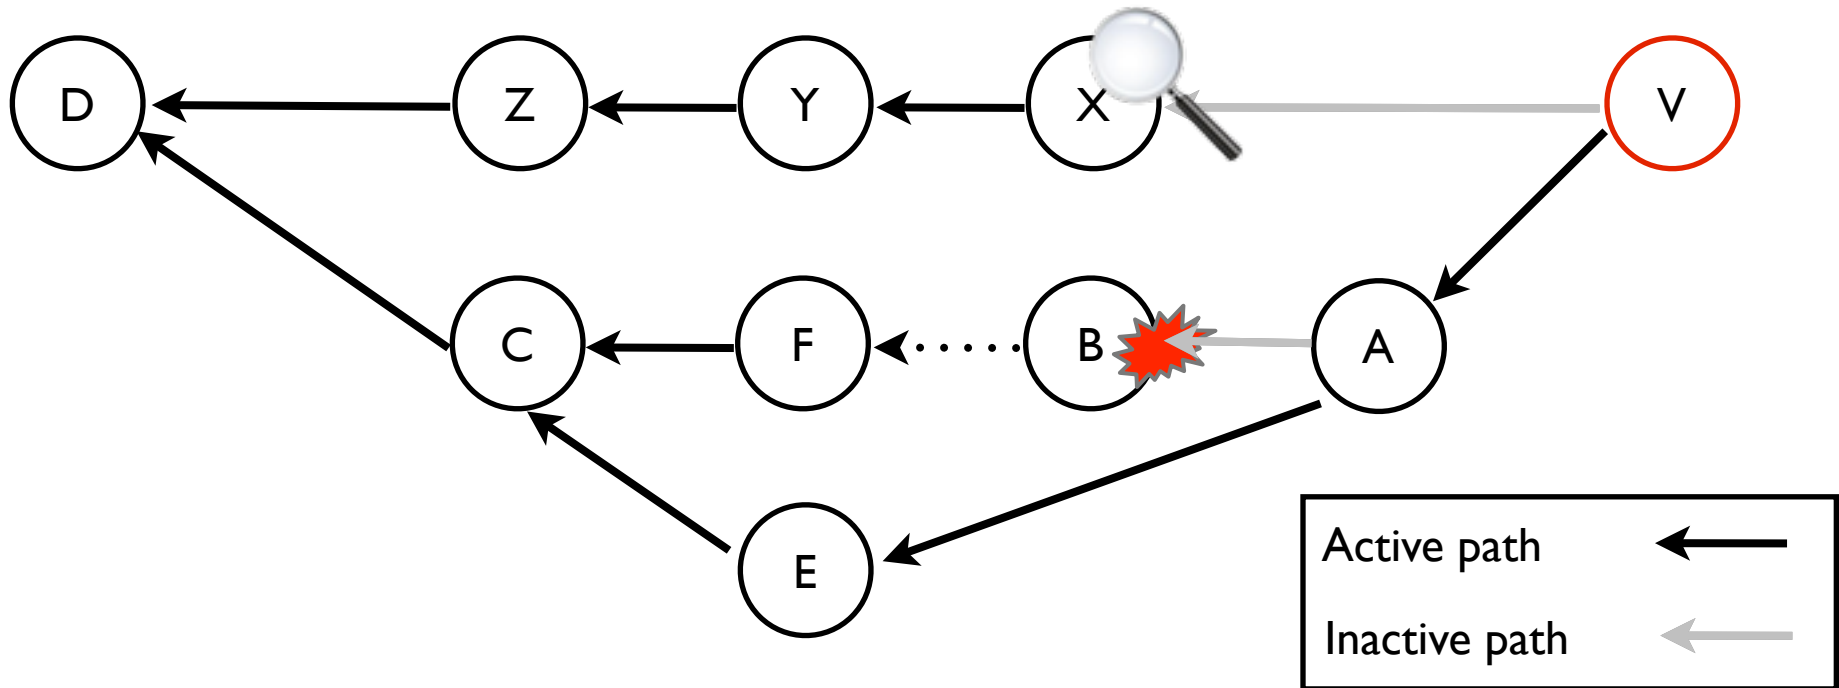 D Z Y X V
C F B A
E
Active path
Inactive path